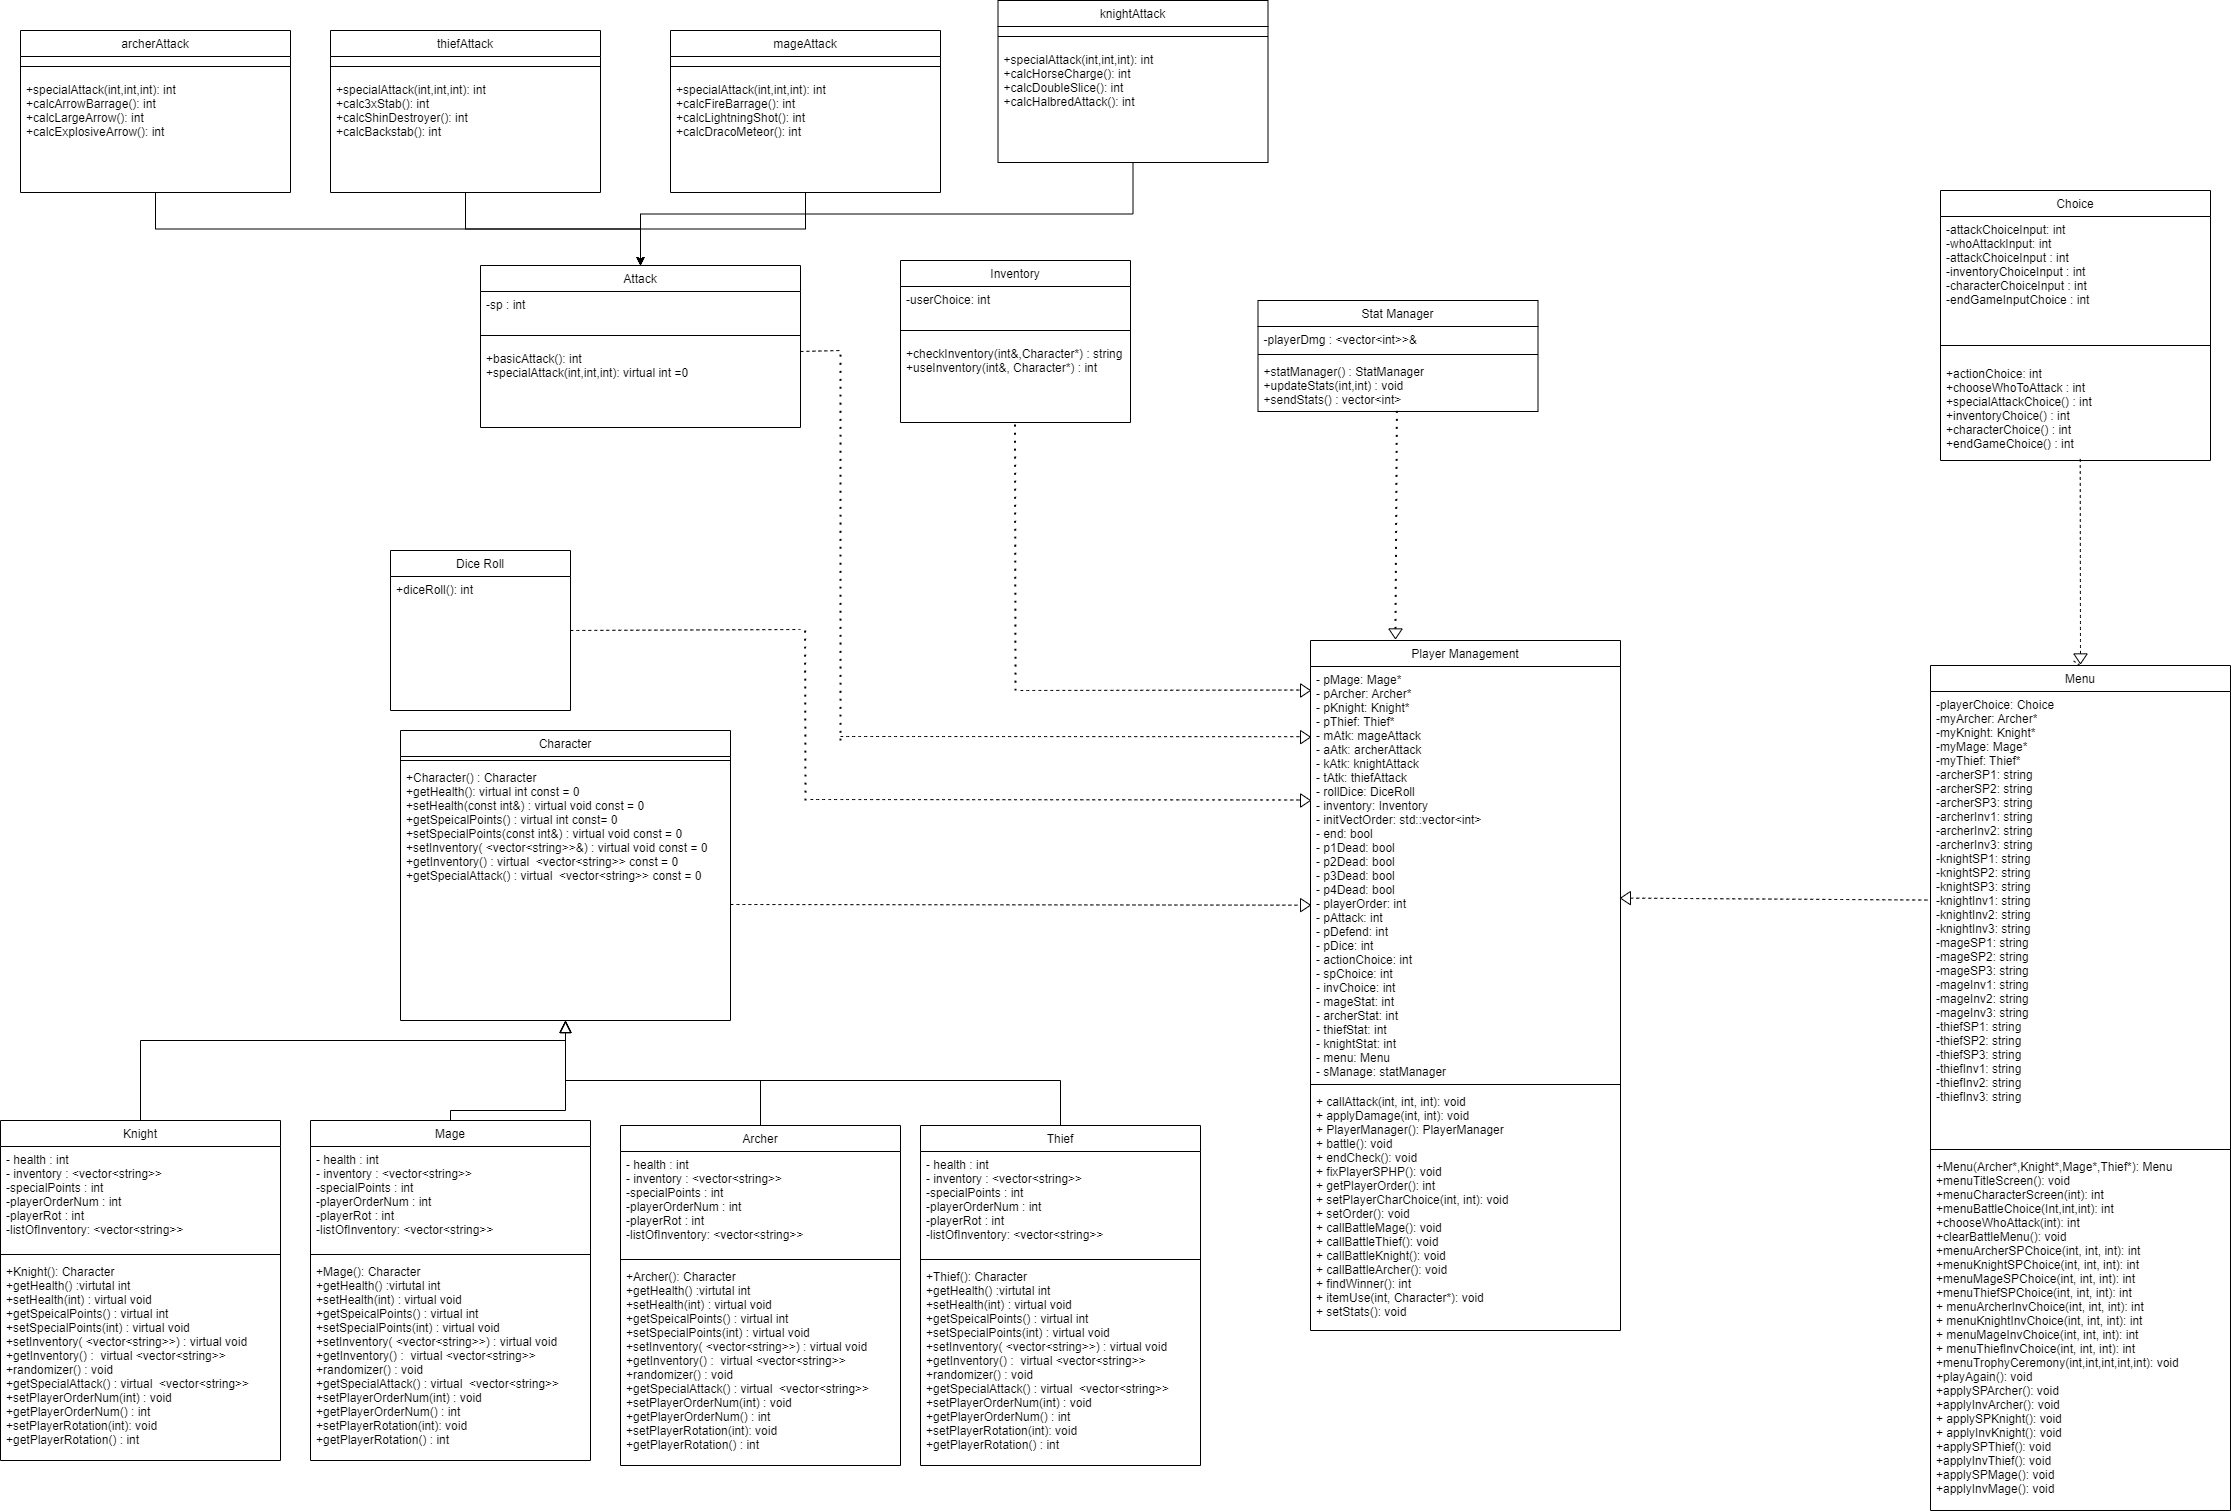 archerAttack
+specialAttack(int,int,int): int
+calcArrowBarrage(): int
+calcLargeArrow(): int
+calcExplosiveArrow(): int
thiefAttack
+specialAttack(int,int,int): int
+calc3xStab(): int
+calcShinDestroyer(): int
+calcBackstab(): int
mageAttack
+specialAttack(int,int,int): int
+calcFireBarrage(): int
+calcLightningShot(): int
+calcDracoMeteor(): int
knightAttack
+specialAttack(int,int,int): int
+calcHorseCharge(): int
+calcDoubleSlice(): int
+calcHalbredAttack(): int
Attack
-sp : int
+basicAttack(): int
+specialAttack(int,int,int): virtual int =0
Inventory
-userChoice: int
+checkInventory(int&,Character*) : string
+useInventory(int&, Character*) : int
Stat Manager
-playerDmg : <vector<int>>&
+statManager() : StatManager
+updateStats(int,int) : void
+sendStats() : vector<int>
Choice
-attackChoiceInput: int
-whoAttackInput: int
-attackChoiceInput : int
-inventoryChoiceInput : int
-characterChoiceInput : int
-endGameInputChoice : int
+actionChoice: int
+chooseWhoToAttack : int
+specialAttackChoice() : int
+inventoryChoice() : int
+characterChoice() : int
+endGameChoice() : int
Dice Roll
+diceRoll(): int
Character
+Character() : Character
+getHealth(): virtual int const = 0
+setHealth(const int&) : virtual void const = 0
+getSpeicalPoints() : virtual int const= 0
+setSpecialPoints(const int&) : virtual void const = 0
+setInventory( <vector<string>>&) : virtual void const = 0
+getInventory() : virtual  <vector<string>> const = 0
+getSpecialAttack() : virtual  <vector<string>> const = 0
Player Management
- pMage: Mage*
- pArcher: Archer*
- pKnight: Knight*
- pThief: Thief*
- mAtk: mageAttack
- aAtk: archerAttack
- kAtk: knightAttack
- tAtk: thiefAttack
- rollDice: DiceRoll
- inventory: Inventory
- initVectOrder: std::vector<int>
- end: bool
- p1Dead: bool
- p2Dead: bool
- p3Dead: bool
- p4Dead: bool
- playerOrder: int
- pAttack: int
- pDefend: int
- pDice: int
- actionChoice: int
- spChoice: int
- invChoice: int
- mageStat: int
- archerStat: int
- thiefStat: int
- knightStat: int
- menu: Menu
- sManage: statManager
+ callAttack(int, int, int): void
+ applyDamage(int, int): void
+ PlayerManager(): PlayerManager
+ battle(): void
+ endCheck(): void
+ fixPlayerSPHP(): void
+ getPlayerOrder(): int
+ setPlayerCharChoice(int, int): void
+ setOrder(): void
+ callBattleMage(): void
+ callBattleThief(): void
+ callBattleKnight(): void
+ callBattleArcher(): void
+ findWinner(): int
+ itemUse(int, Character*): void
+ setStats(): void
Menu
-playerChoice: Choice
-myArcher: Archer*
-myKnight: Knight*
-myMage: Mage*
-myThief: Thief*
-archerSP1: string
-archerSP2: string
-archerSP3: string
-archerInv1: string
-archerInv2: string
-archerInv3: string
-knightSP1: string
-knightSP2: string
-knightSP3: string
-knightInv1: string
-knightInv2: string
-knightInv3: string
-mageSP1: string
-mageSP2: string
-mageSP3: string
-mageInv1: string
-mageInv2: string
-mageInv3: string
-thiefSP1: string
-thiefSP2: string
-thiefSP3: string
-thiefInv1: string
-thiefInv2: string
-thiefInv3: string
+Menu(Archer*,Knight*,Mage*,Thief*): Menu
+menuTitleScreen(): void
+menuCharacterScreen(int): int
+menuBattleChoice(Int,int,int): int
+chooseWhoAttack(int): int
+clearBattleMenu(): void
+menuArcherSPChoice(int, int, int): int
+menuKnightSPChoice(int, int, int): int
+menuMageSPChoice(int, int, int): int
+menuThiefSPChoice(int, int, int): int
+ menuArcherInvChoice(int, int, int): int
+ menuKnightInvChoice(int, int, int): int
+ menuMageInvChoice(int, int, int): int
+ menuThiefInvChoice(int, int, int): int
+menuTrophyCeremony(int,int,int,int,int): void
+playAgain(): void
+applySPArcher(): void
+applyInvArcher(): void
+ applySPKnight(): void
+ applyInvKnight(): void
+applySPThief(): void
+applyInvThief(): void
+applySPMage(): void
+applyInvMage(): void
Knight
- health : int
- inventory : <vector<string>>
-specialPoints : int
-playerOrderNum : int
-playerRot : int
-listOfInventory: <vector<string>>
+Knight(): Character
+getHealth() :virtutal int
+setHealth(int) : virtual void
+getSpeicalPoints() : virtual int
+setSpecialPoints(int) : virtual void
+setInventory( <vector<string>>) : virtual void
+getInventory() :  virtual <vector<string>>
+randomizer() : void
+getSpecialAttack() : virtual  <vector<string>>
+setPlayerOrderNum(int) : void
+getPlayerOrderNum() : int
+setPlayerRotation(int): void
+getPlayerRotation() : int
Mage
- health : int
- inventory : <vector<string>>
-specialPoints : int
-playerOrderNum : int
-playerRot : int
-listOfInventory: <vector<string>>
+Mage(): Character
+getHealth() :virtutal int
+setHealth(int) : virtual void
+getSpeicalPoints() : virtual int
+setSpecialPoints(int) : virtual void
+setInventory( <vector<string>>) : virtual void
+getInventory() :  virtual <vector<string>>
+randomizer() : void
+getSpecialAttack() : virtual  <vector<string>>
+setPlayerOrderNum(int) : void
+getPlayerOrderNum() : int
+setPlayerRotation(int): void
+getPlayerRotation() : int
Archer
- health : int
- inventory : <vector<string>>
-specialPoints : int
-playerOrderNum : int
-playerRot : int
-listOfInventory: <vector<string>>
+Archer(): Character
+getHealth() :virtutal int
+setHealth(int) : virtual void
+getSpeicalPoints() : virtual int
+setSpecialPoints(int) : virtual void
+setInventory( <vector<string>>) : virtual void
+getInventory() :  virtual <vector<string>>
+randomizer() : void
+getSpecialAttack() : virtual  <vector<string>>
+setPlayerOrderNum(int) : void
+getPlayerOrderNum() : int
+setPlayerRotation(int): void
+getPlayerRotation() : int
Thief
- health : int
- inventory : <vector<string>>
-specialPoints : int
-playerOrderNum : int
-playerRot : int
-listOfInventory: <vector<string>>
+Thief(): Character
+getHealth() :virtutal int
+setHealth(int) : virtual void
+getSpeicalPoints() : virtual int
+setSpecialPoints(int) : virtual void
+setInventory( <vector<string>>) : virtual void
+getInventory() :  virtual <vector<string>>
+randomizer() : void
+getSpecialAttack() : virtual  <vector<string>>
+setPlayerOrderNum(int) : void
+getPlayerOrderNum() : int
+setPlayerRotation(int): void
+getPlayerRotation() : int